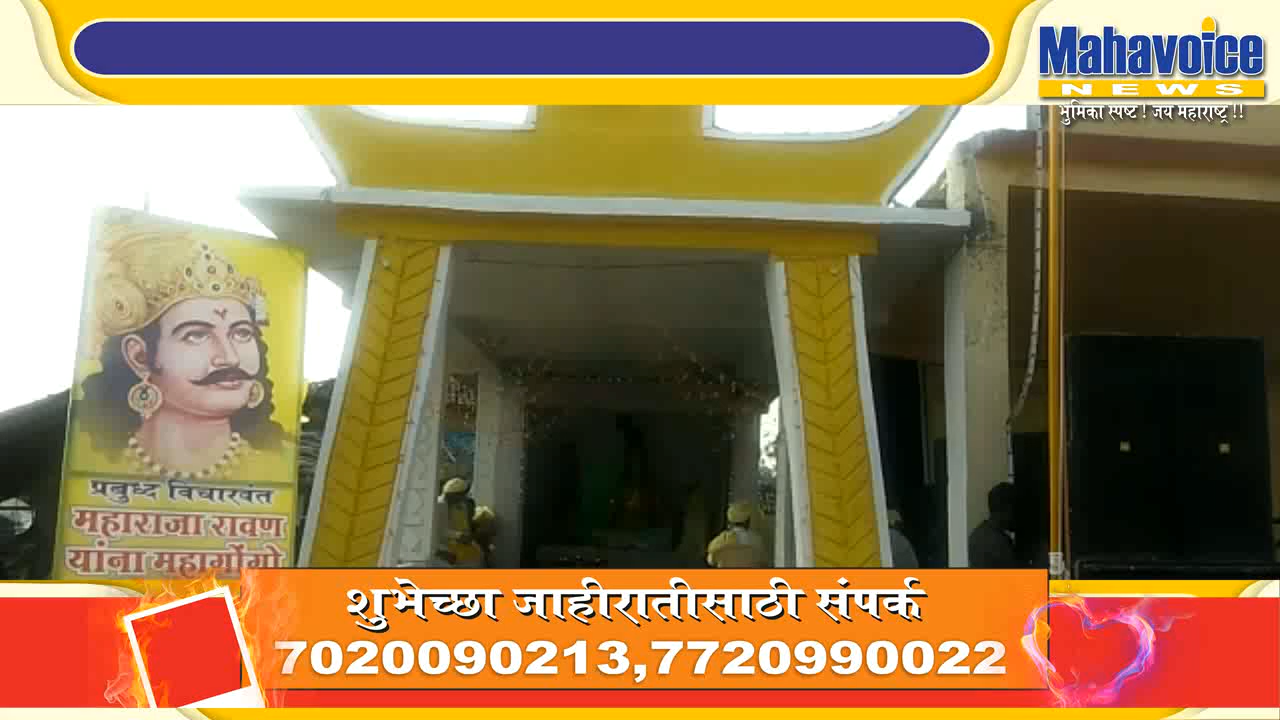 Mahavoice
NEWS
भुमिका स्पष्ट ! जय महाराष्ट्र !!
प्रबुध्द विचारवंत
महाराजा रावण
यांना महागोंगो
शुभेच्छा जाहीरातीसाठी संपर्क
7020090213,7720990022